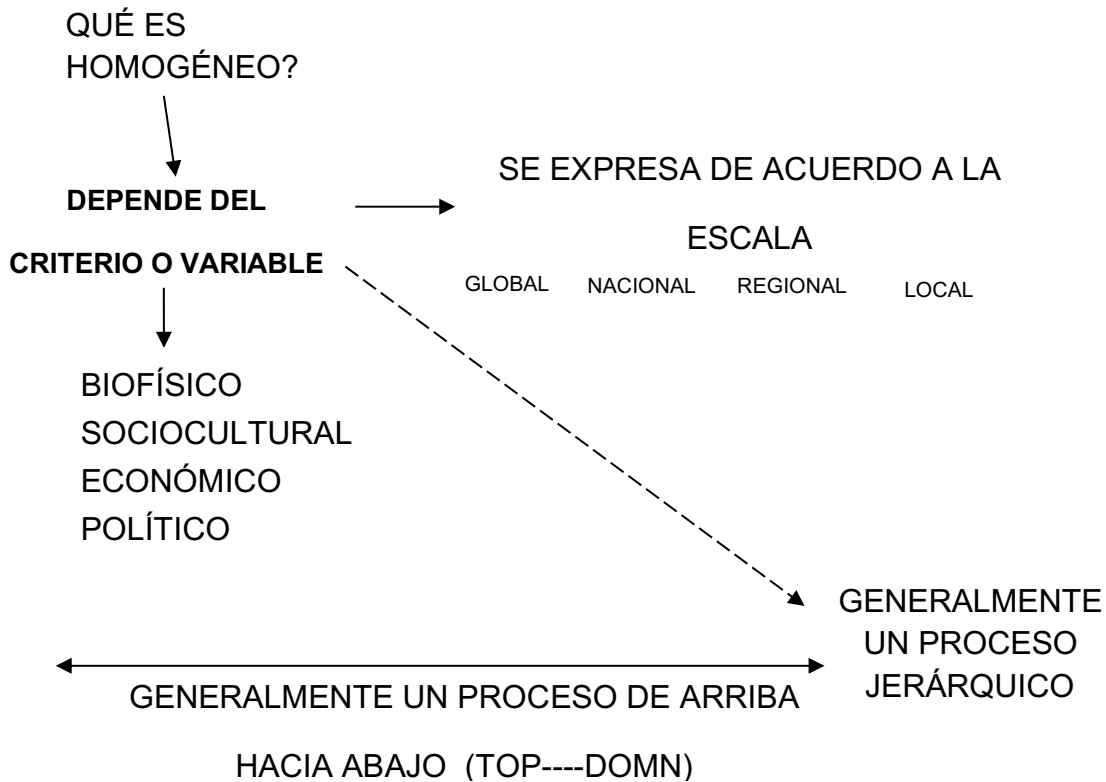 QUÉ ES
HOMOGÉNEO?
SE EXPRESA DE ACUERDO A LA
ESCALA
DEPENDE DEL
CRITERIO O VARIABLE
GLOBAL NACIONAL REGIONAL LOCAL
BIOFÍSICO
SOCIOCULTURAL
ECONÓMICO
POLÍTICO
GENERALMENTE
UN PROCESO
JERÁRQUICO
GENERALMENTE UN PROCESO DE ARRIBA
HACIA ABAJO (TOP----DOMN)